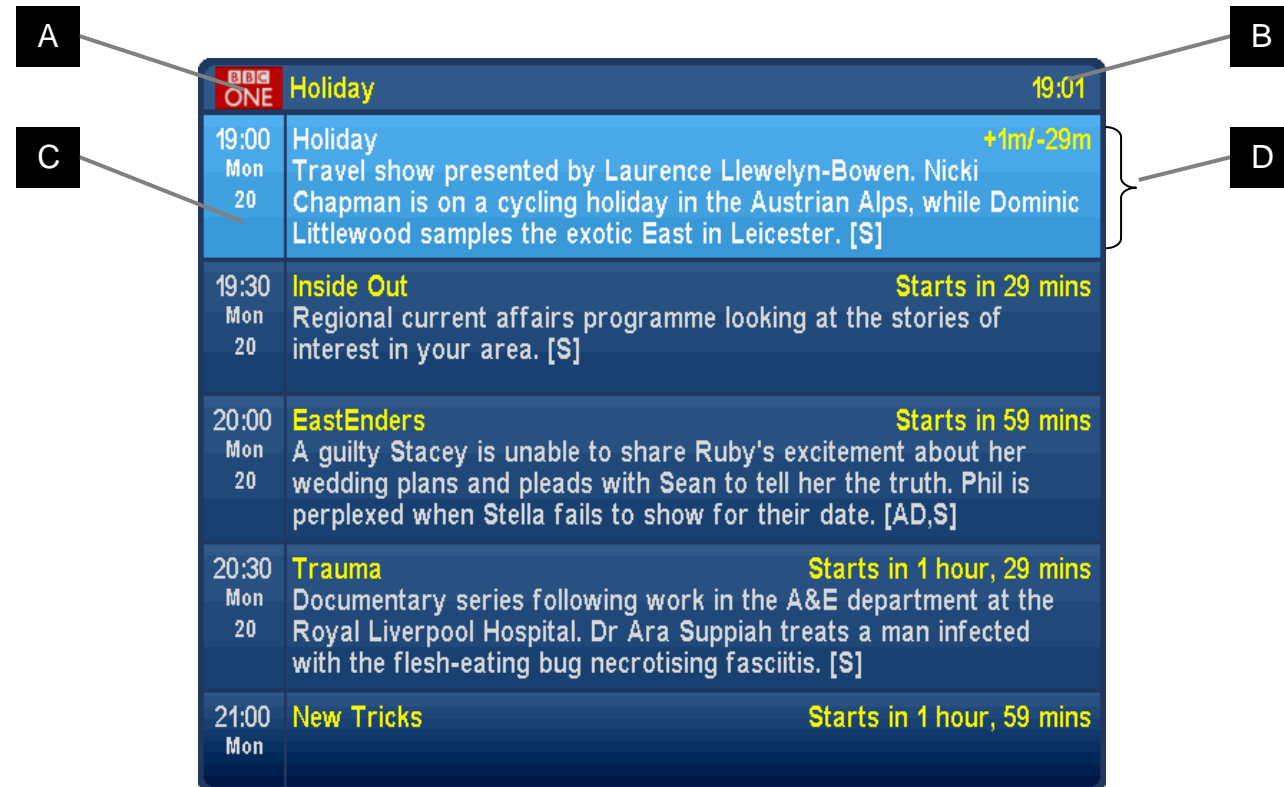 A
B
BBC
ONE
Holiday
19:01
C
D
19:00
Mon
20
Holiday
+1m/-29m
Travel show presented by Laurence Llewelyn-Bowen. Nicki
Chapman is on a cycling holiday in the Austrian Alps, while Dominic
Littlewood samples the exotic East in Leicester. [S]
19:30
Mon
20
Inside Out
Starts in 29 mins
Regional current affairs programme looking at the stories of
interest in your area. [S]
20:00
Mon
20
EastEnders
Starts in 59 mins
A guilty Stacey is unable to share Ruby's excitement about her
wedding plans and pleads with Sean to tell her the truth. Phil is
perplexed when Stella fails to show for their date. [AD,S]
20:30
Mon
20
Trauma
Starts in 1 hour, 29 mins
Documentary series following work in the A&E department at the
Royal Liverpool Hospital. Dr Ara Suppiah treats a man infected
with the flesh-eating bug necrotising fasciitis. [S]
21:00
Mon
New Tricks
Starts in 1 hour, 59 mins